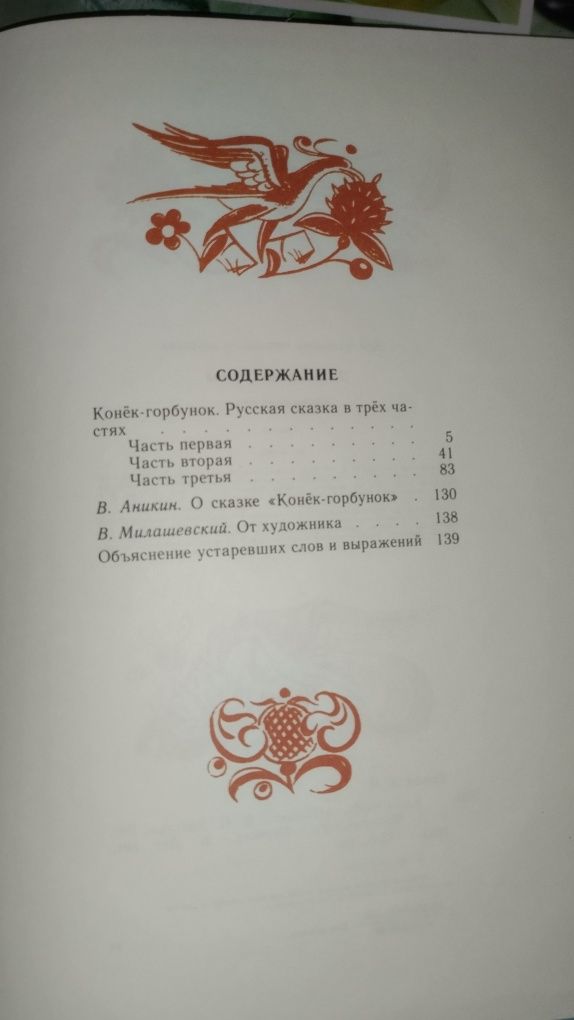 СОДЕРЖАНИЕ
Конёк-горбунок. Русская сказка в трёх ча-
стях . . . . . . . . . . . .
Часть первая . . . . . . . . . 5
Часть вторая . . . . . . . . . 41
Часть третья . . . . . . . . . 83
В. Аникин. О сказке «Конёк-горбунок» . 130
В. Милашевский. От художника . . . . 138
Объяснение устаревших слов и выражений 139